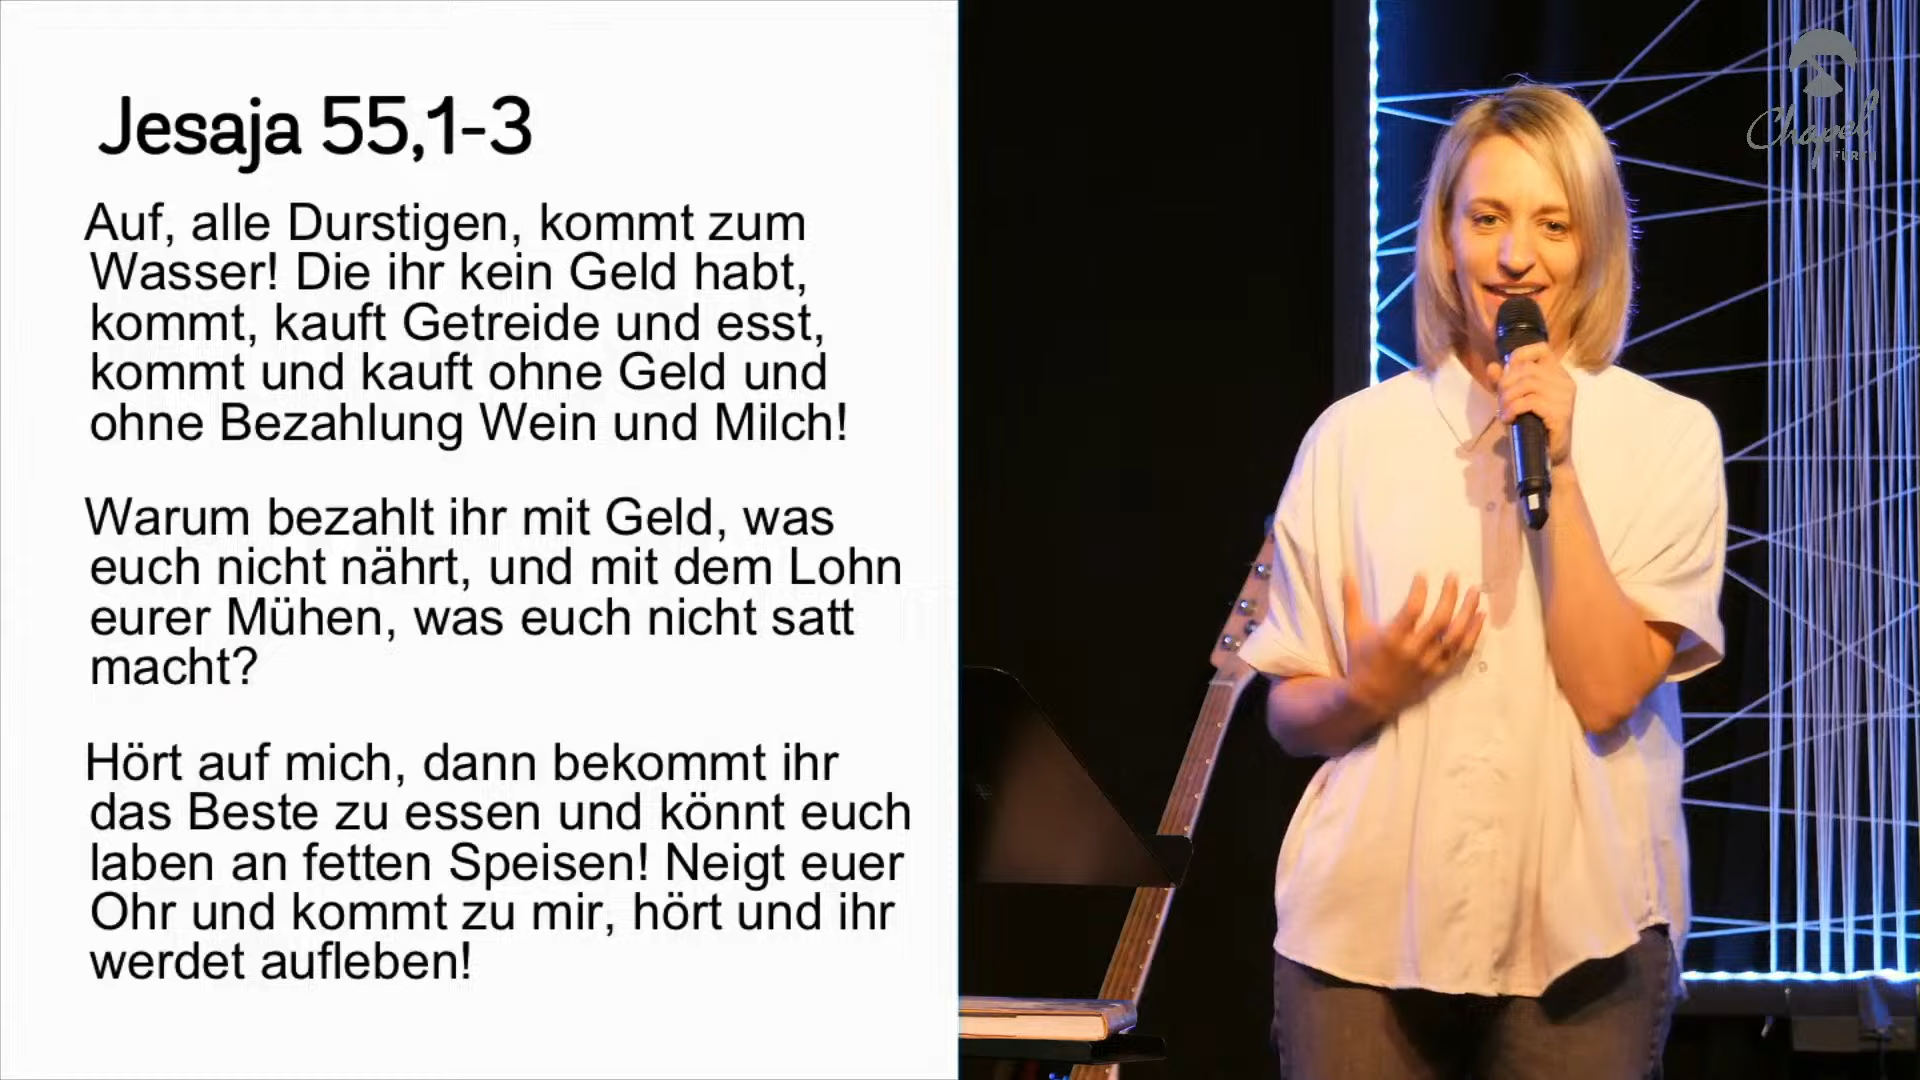 Jesaja 55,1-3
Auf, alle Durstigen, kommt zum
Wasser! Die ihr kein Geld habt,
kommt, kauft Getreide und esst,
kommt und kauft ohne Geld und
ohne Bezahlung Wein und Milch!
Warum bezahlt ihr mit Geld, was
euch nicht nährt, und mit dem Lohn
eurer Mühen, was euch nicht satt
macht?
Hört auf mich, dann bekommt ihr
das Beste zu essen und könnt euch
laben an fetten Speisen! Neigt euer
Ohr und kommt zu mir, hört und ihr
werdet aufleben!
Chapel
FÜRTH